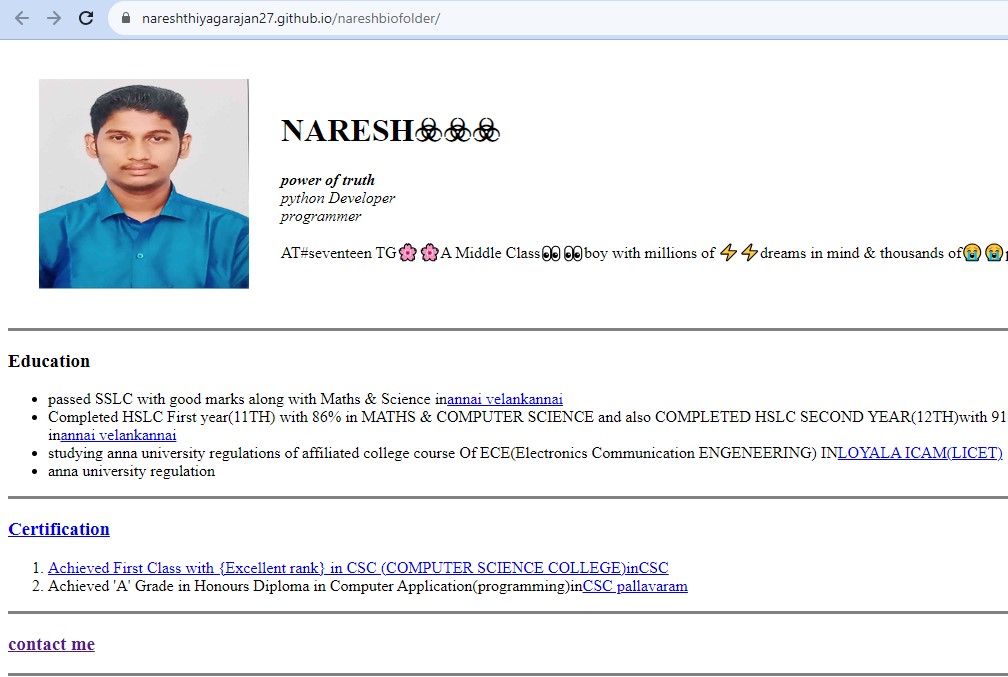 nareshthiyagarajan27.github.io/nareshbiofolder/
NARESH☣☣☣
power of truth
python Developer
programmer
AT#seventeen TG🌸🌸A Middle Class👀👀boy with millions of ⚡⚡dreams in mind & thousands of😭😭
Education
• passed SSLC with good marks along with Maths & Science inannai velankannai
• Completed HSLC First year(11TH) with 86% in MATHS & COMPUTER SCIENCE and also COMPLETED HSLC SECOND YEAR(12TH)with 91
inannai velankannai
• studying anna university regulations of affiliated college course Of ECE(Electronics Communication ENGENEERING) INLOYALA ICAM(LICET)
• anna university regulation
Certification
1. Achieved First Class with {Excellent rank} in CSC (COMPUTER SCIENCE COLLEGE)inCSC
2. Achieved 'A' Grade in Honours Diploma in Computer Application(programming)inCSC pallavaram
contact me